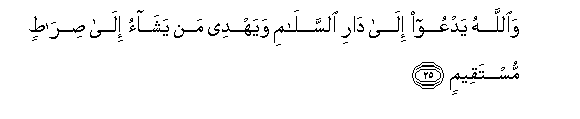 وَٱللَّهُ يَدْعُوٓا۟ إِلَىٰ دَارِ ٱلسَّلَـٰمِ وَيَهْدِى مَن يَشَآءُ إِلَىٰ صِرَٰطٍ
مُّسْتَقِيمٍ ٢٥